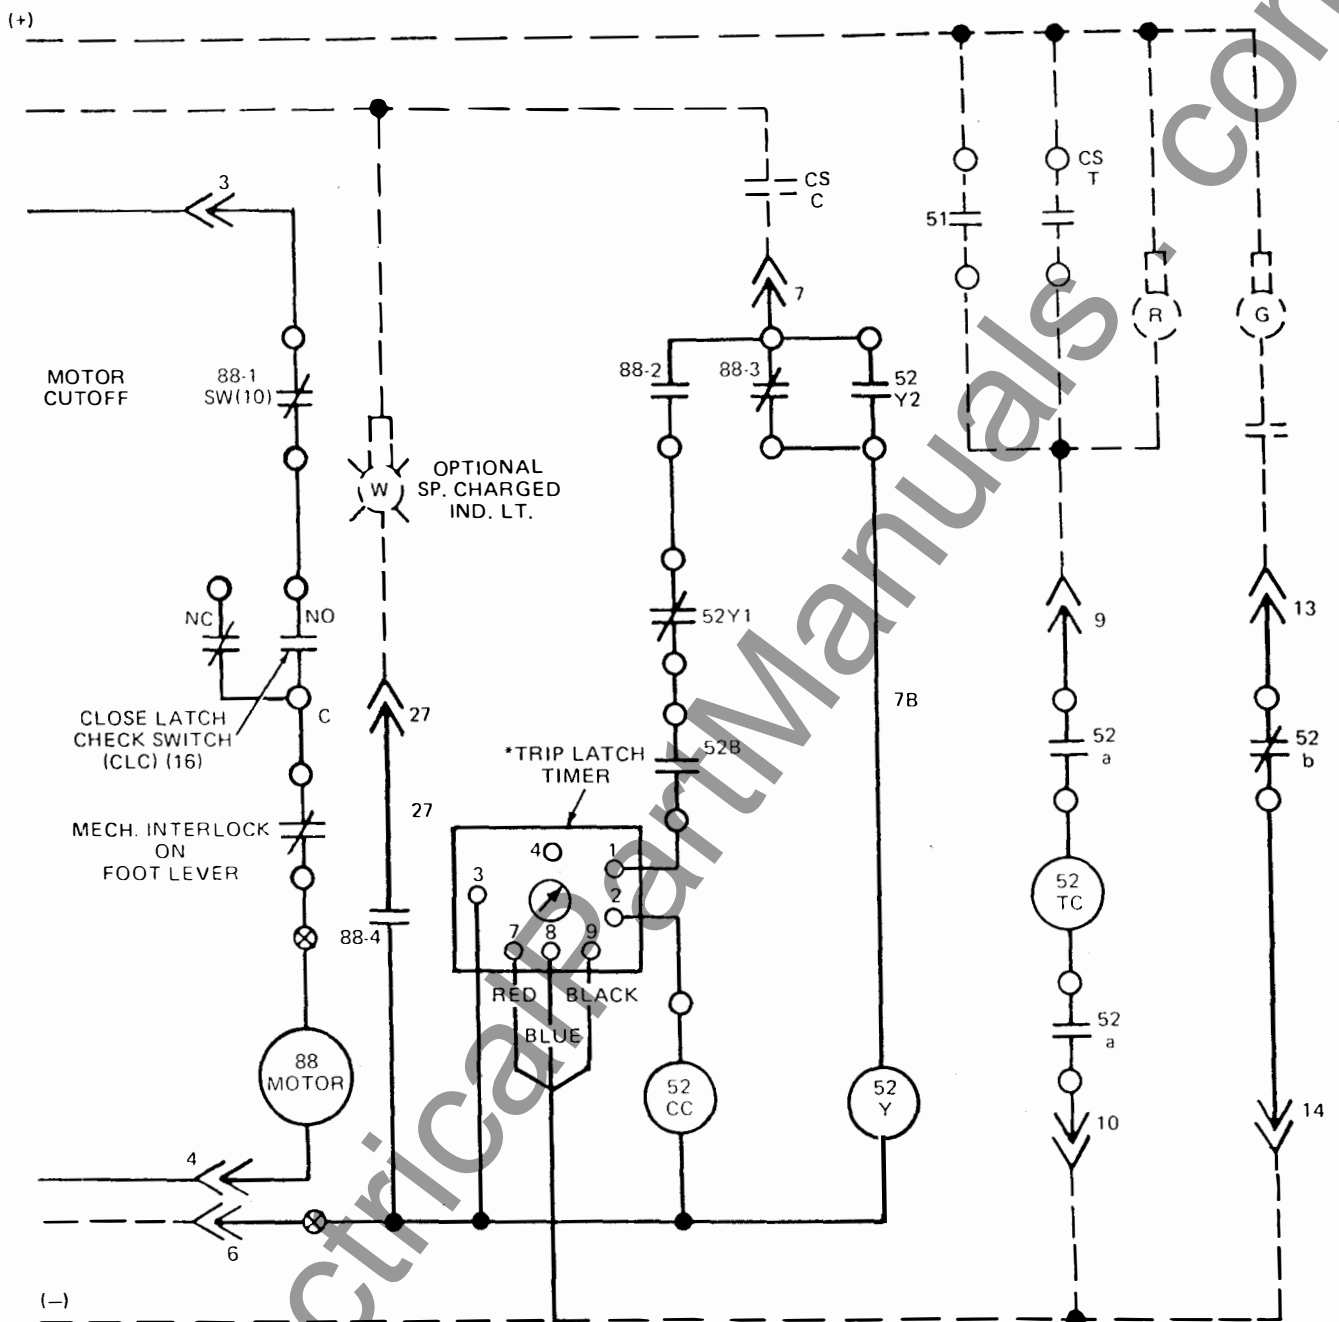 (+)
3
CS
C
CS
T
51
7
R
G
MOTOR
CUTOFF
88-1
SW(10)
88-2
88-3
52
Y2
W
OPTIONAL
SP. CHARGED
IND. LT.
NC
NO
52Y1
9
13
C
27
7B
CLOSE LATCH
CHECK SWITCH
(CLC) (16)
*TRIP LATCH
TIMER
52B
52
a
52
b
27
MECH. INTERLOCK
ON
FOOT LEVER
4
1
3
2
52
TC
88-4
7
8
9
RED
BLACK
BLUE
52
a
88
MOTOR
52
CC
52
Y
10
14
4
6
(−)
ctricalPartManuals . com